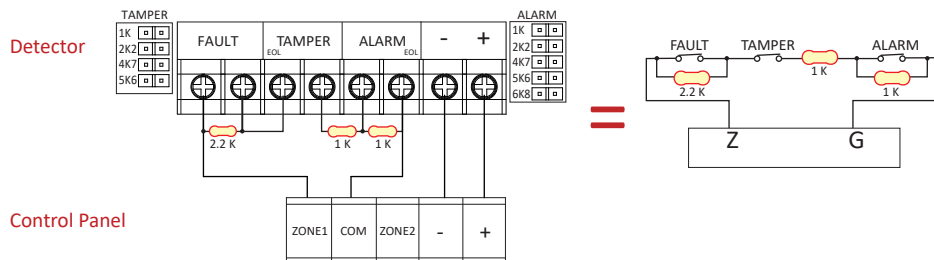 TAMPER
1K
2K2
4K7
5K6
Detector
FAULT
TAMPER
EOL
ALARM
EOL
-
+
ALARM
1K
2K2
4K7
5K6
6K8
2.2 K
1 K
1 K
Control Panel
ZONE1
COM
ZONE2
-
+
=
FAULT
TAMPER
ALARM
2.2 K
1 K
1 K
Z
G